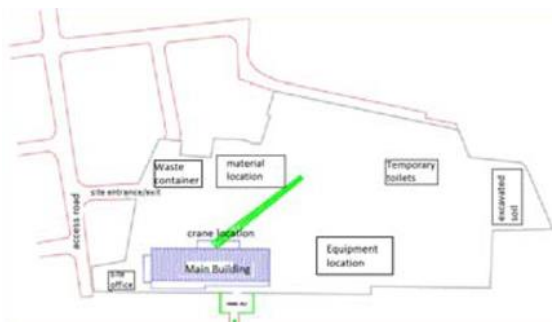 Waste
container
material
location
Temporary
toilets
excavated
soil
site entrance/exit
access road
crane location
Main Building
Equipment
location
site
office